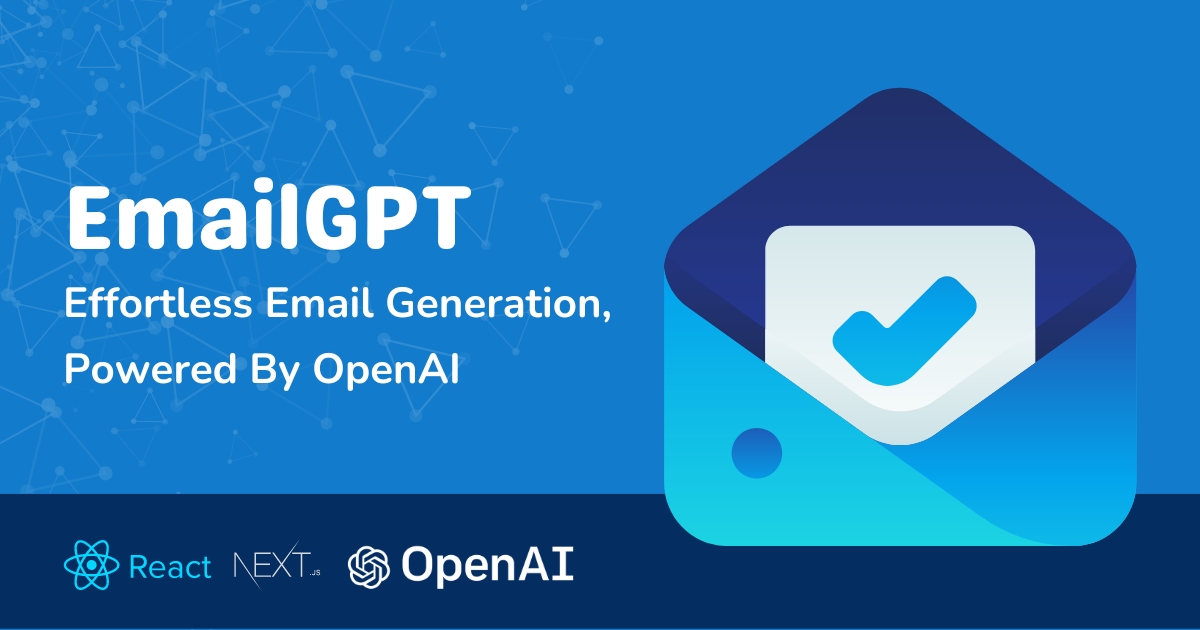 EmailGPT
Effortless Email Generation,
Powered By OpenAI
React NEXT.JS OpenAI